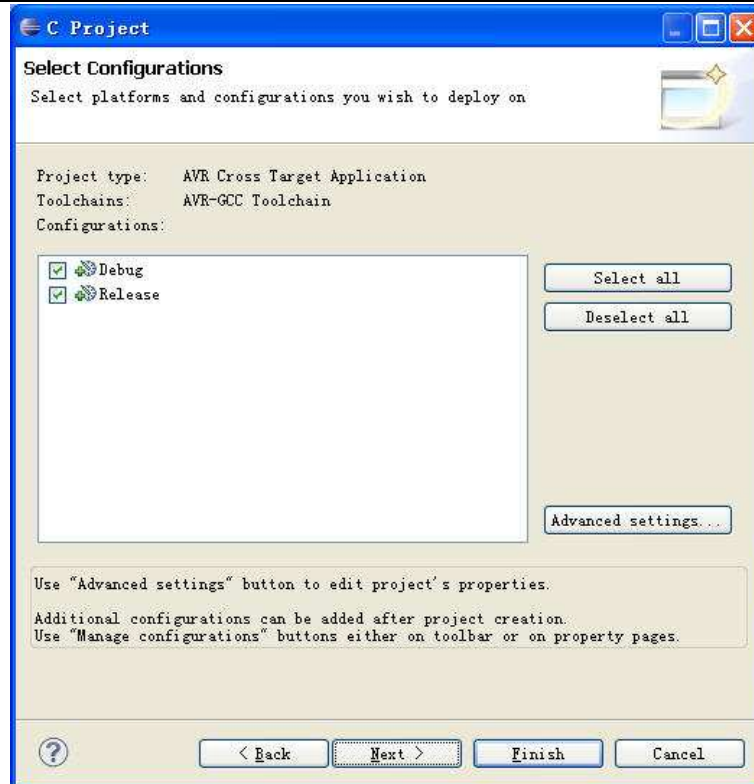 C Project
Select Configurations
Select platforms and configurations you wish to deploy on
Project type: AVR Cross Target Application
Toolchains: AVR-GCC Toolchain
Configurations:
Debug
Release
Select all
Deselect all
Advanced settings...
Use "Advanced settings" button to edit project's properties.
Additional configurations can be added after project creation.
Use "Manage configurations" buttons either on toolbar or on property pages.
?
< Back
Next >
Finish
Cancel